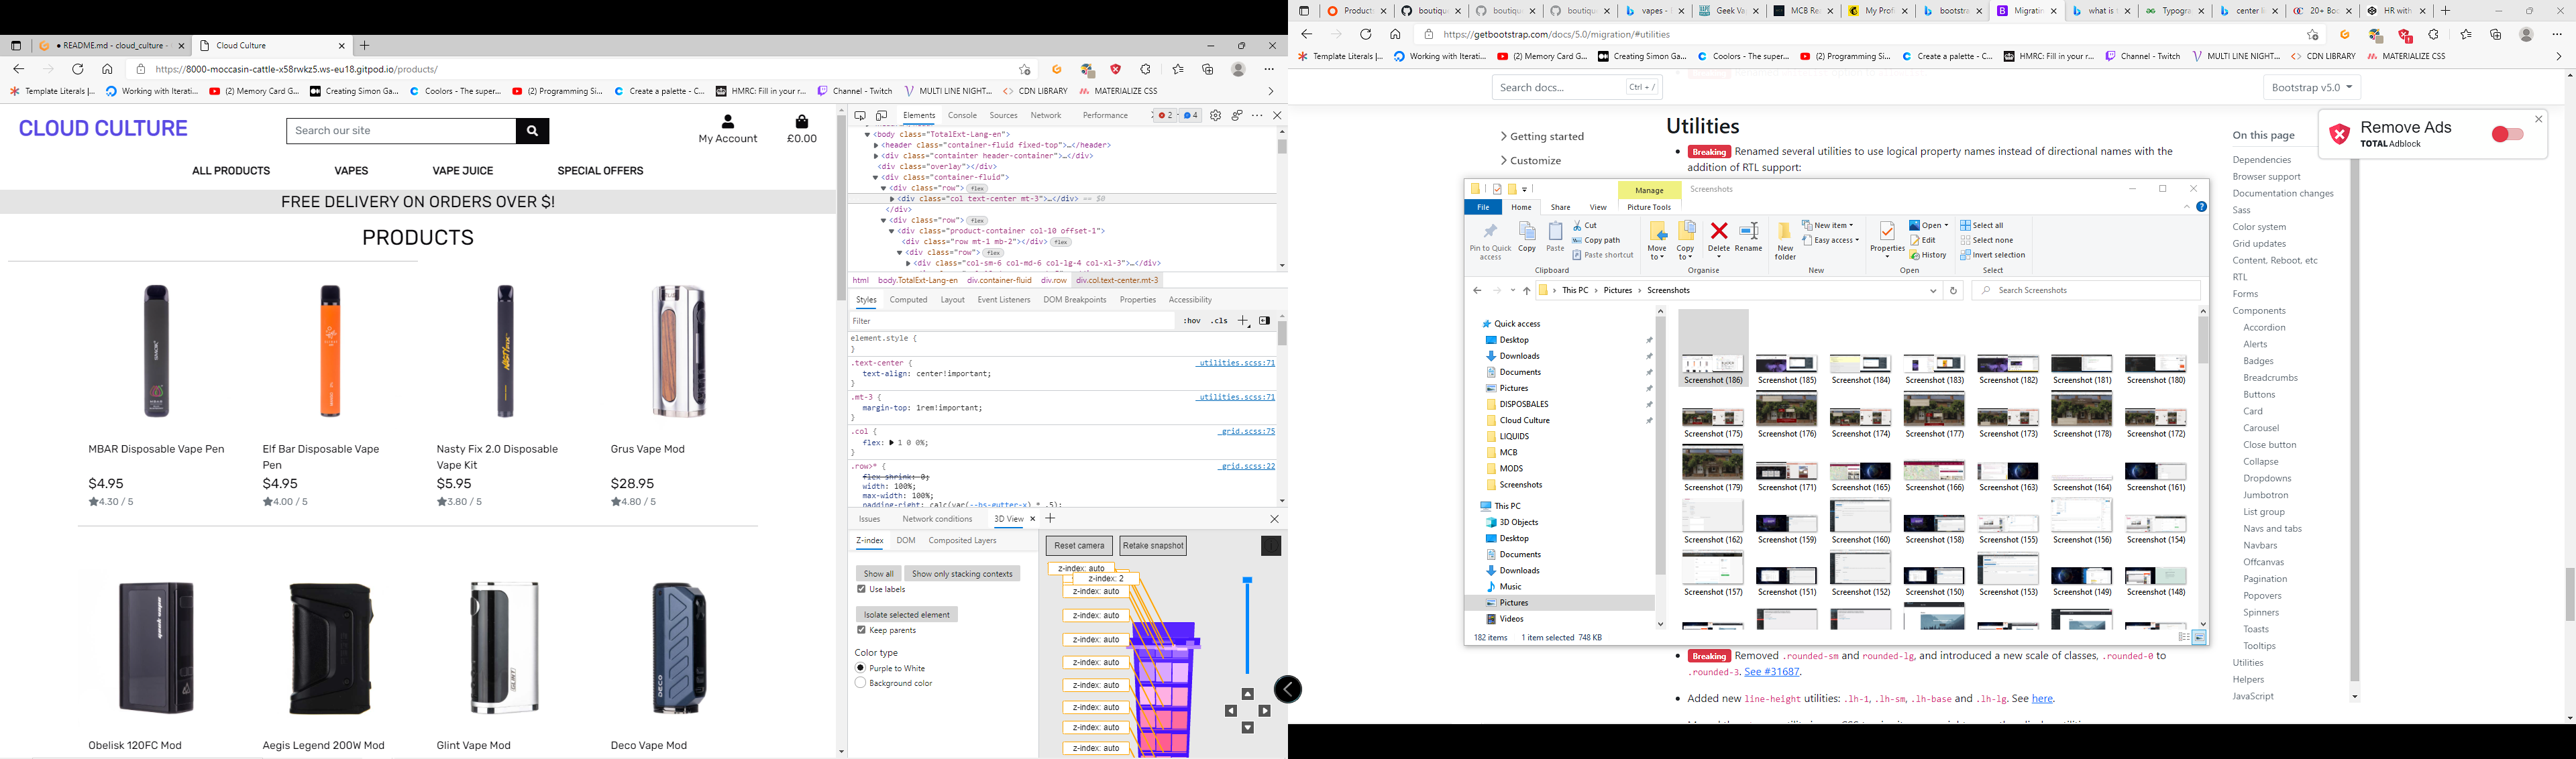 ● README.md - cloud_culture -
Cloud Culture
https://8000-moccasin-cattle-x58rwkz5.ws-eu18.gitpod.io/products/
Template Literals |...
Working with Iterati...
(2) Memory Card G...
Creating Simon Ga...
Coolors - The super...
(2) Programming Si...
Create a palette - C...
HMRC: Fill in your r...
Channel - Twitch
MULTI LINE NIGHT...
CDN LIBRARY
MATERIALIZE CSS
CLOUD CULTURE
Search our site
My Account
£0.00
ALL PRODUCTS
VAPES
VAPE JUICE
SPECIAL OFFERS
FREE DELIVERY ON ORDERS OVER $!
PRODUCTS
MBAR Disposable Vape Pen
$4.95
4.30 / 5
Elf Bar Disposable Vape
Pen
$4.95
4.00 / 5
Nasty Fix 2.0 Disposable
Vape Kit
$5.95
3.80 / 5
Grus Vape Mod
$28.95
4.80 / 5
Obelisk 120FC Mod
Aegis Legend 200W Mod
Glint Vape Mod
Deco Vape Mod
Elements
Console
Sources
Network
Performance
2
4
<body class="TotalExt-Lang-en">
<header class="container-fluid fixed-top">…</header>
<div class="containter header-container">…</div>
<div class="overlay"></div>
<div class="container-fluid">
<div class="row"> flex
<div class="col text-center mt-3">…</div> == $0
</div>
<div class="row"> flex
<div class="product-container col-10 offset-1">
<div class="row mt-1 mb-2"></div> flex
<div class="row"> flex
<div class="col-sm-6 col-md-6 col-lg-4 col-xl-3">…</div>
html
body.TotalExt-Lang-en
div.container-fluid
div.row
div.col.text-center.mt-3
Styles
Computed
Layout
Event Listeners
DOM Breakpoints
Properties
Accessibility
Filter
:hov
.cls
element.style {
}
.text-center {
_utilities.scss:71
text-align: center!important;
}
.mt-3 {
_utilities.scss:71
margin-top: 1rem!important;
}
.col {
_grid.scss:75
flex: 1 0 0%;
}
.row>* {
_grid.scss:22
flex-shrink: 0;
width: 100%;
max-width: 100%;
padding-right: calc(var(--bs-gutter-x) * .5);
Issues
Network conditions
3D View
Z-index
DOM
Composited Layers
Show all
Show only stacking contexts
Use labels
Isolate selected element
Keep parents
Color type
Purple to White
Background color
Reset camera
Retake snapshot
z-index: auto
z-index: 2
z-index: auto
z-index: auto
z-index: auto
z-index: auto
z-index: auto
z-index: auto
z-index: auto
z-index: auto
Product
boutiqu
boutiqu
boutiqu
vapes -
Geek Va
MCB Re
My Profi
bootstra
Migratin
what is
Typogra
center li
20+ Boo
HR with
https://getbootstrap.com/docs/5.0/migration/#utilities
Template Literals |...
Working with Iterati...
(2) Memory Card G...
Creating Simon Ga...
Coolors - The super...
(2) Programming Si...
Create a palette - C...
HMRC: Fill in your r...
Channel - Twitch
MULTI LINE NIGHT...
CDN LIBRARY
MATERIALIZE CSS
Search docs...
Ctrl + /
Bootstrap v5.0
Getting started
Customize
Utilities
Breaking Renamed several utilities to use logical property names instead of directional names with the
addition of RTL support:
Remove Ads
TOTAL Adblock
On this page
Dependencies
Browser support
Documentation changes
Sass
Color system
Grid updates
Content, Reboot, etc
RTL
Forms
Components
Accordion
Alerts
Badges
Breadcrumbs
Buttons
Card
Carousel
Close button
Collapse
Dropdowns
Jumbotron
List group
Navs and tabs
Navbars
Offcanvas
Pagination
Popovers
Spinners
Toasts
Tooltips
Utilities
Helpers
JavaScript
Manage
Screenshots
File
Home
Share
View
Picture Tools
Pin to Quick
access
Copy
Paste
Cut
Copy path
Paste shortcut
Clipboard
Move
to
Copy
to
Delete
Rename
Organise
New
folder
New item
Easy access
New
Properties
Open
Edit
History
Open
Select all
Select none
Invert selection
Select
This PC
Pictures
Screenshots
Search Screenshots
Quick access
Desktop
Downloads
Documents
Pictures
DISPOSBALES
Cloud Culture
LIQUIDS
MCB
MODS
Screenshots
This PC
3D Objects
Desktop
Documents
Downloads
Music
Pictures
Videos
Screenshot (186)
Screenshot (185)
Screenshot (184)
Screenshot (183)
Screenshot (182)
Screenshot (181)
Screenshot (180)
Screenshot (175)
Screenshot (176)
Screenshot (174)
Screenshot (177)
Screenshot (173)
Screenshot (178)
Screenshot (172)
Screenshot (179)
Screenshot (171)
Screenshot (165)
Screenshot (166)
Screenshot (163)
Screenshot (164)
Screenshot (161)
Screenshot (162)
Screenshot (159)
Screenshot (160)
Screenshot (158)
Screenshot (155)
Screenshot (156)
Screenshot (154)
Screenshot (157)
Screenshot (151)
Screenshot (152)
Screenshot (150)
Screenshot (153)
Screenshot (149)
Screenshot (148)
182 items
1 item selected 748 KB
Breaking Removed .rounded-sm and rounded-lg, and introduced a new scale of classes, .rounded-0 to
.rounded-3. See #31687.
Added new line-height utilities: .lh-1, .lh-sm, .lh-base and .lh-lg. See here.